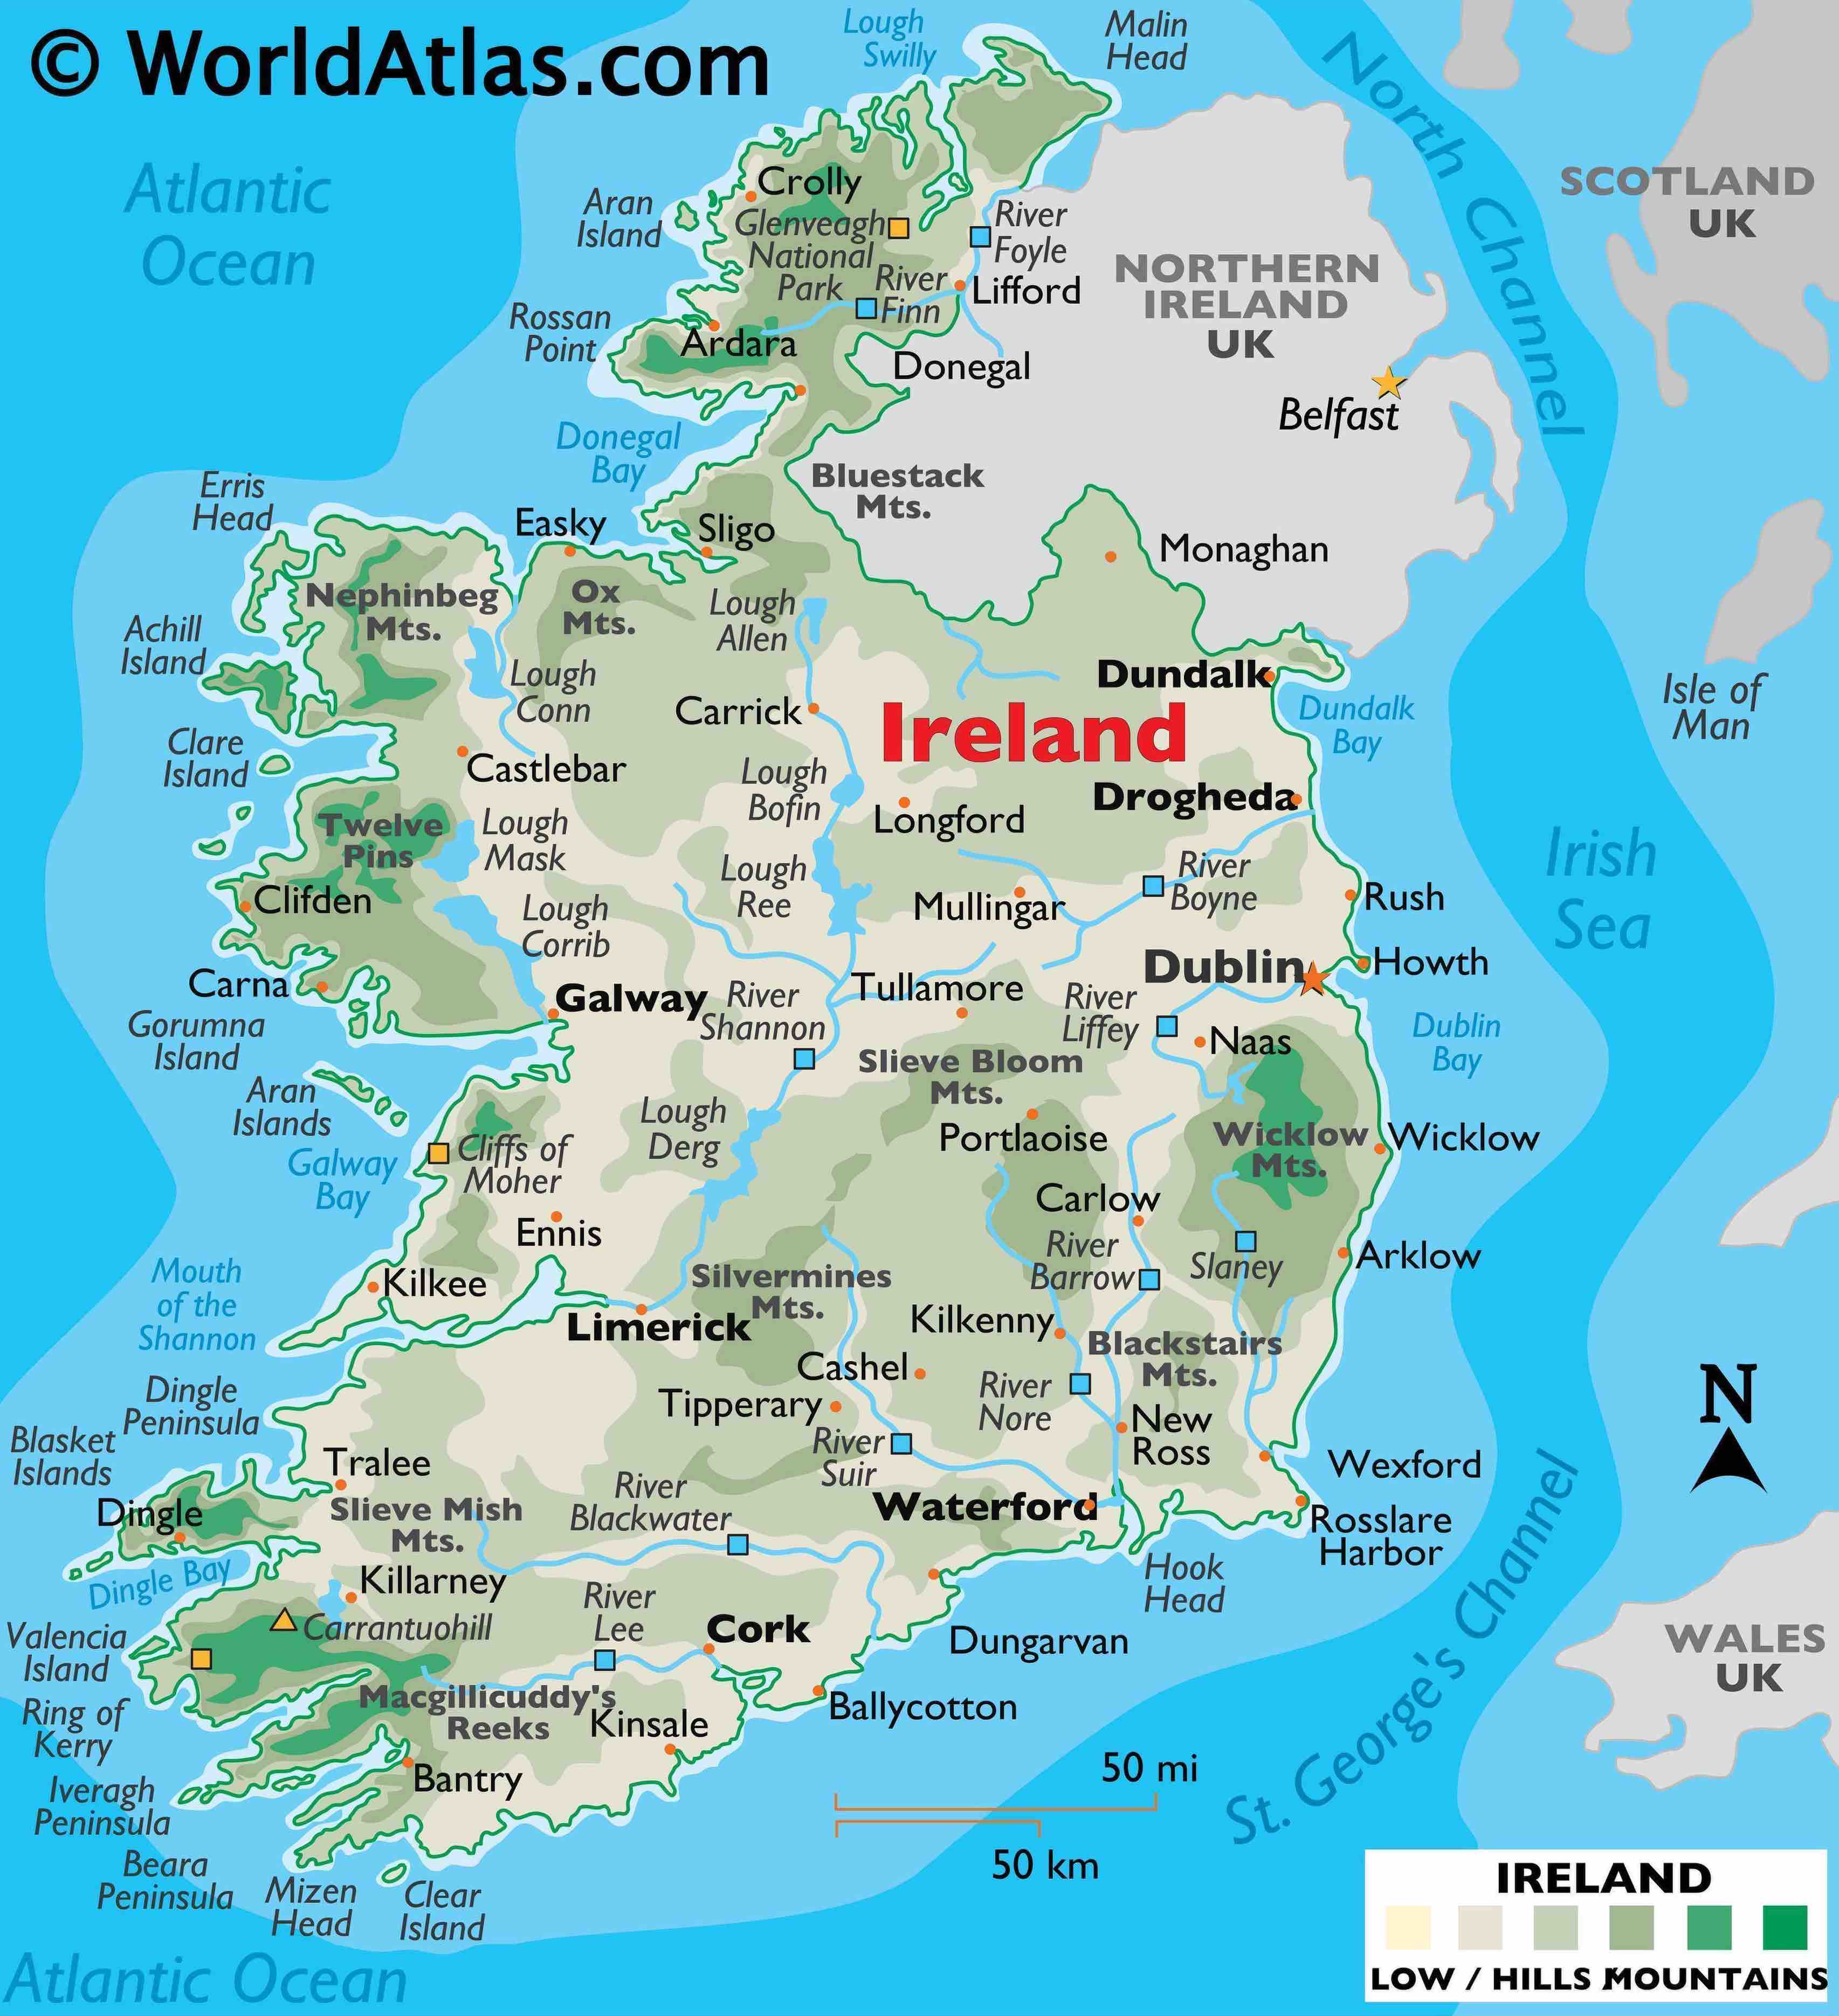 © WorldAtlas.com
Lough
Swilly
Malin
Head
North Channel
Atlantic
Ocean
SCOTLAND
UK
Aran
Island
Crolly
Glenveagh
National
Park
River
Foyle
River
Finn
Lifford
NORTHERN
IRELAND
UK
Rossan
Point
Ardara
Donegal
Belfast
Donegal
Bay
Bluestack
Mts.
Erris
Head
Easky
Sligo
Monaghan
Nephinbeg
Mts.
Ox
Mts.
Lough
Allen
Achill
Island
Lough
Conn
Carrick
Dundalk
Dundalk
Bay
Isle of
Man
Ireland
Clare
Island
Castlebar
Lough
Bofin
Longford
Drogheda
Twelve
Pins
Lough
Mask
Lough
Ree
Mullingar
River
Boyne
Rush
Irish
Sea
Clifden
Lough
Corrib
Carna
Galway
River
Shannon
Tullamore
Dublin
Howth
River
Liffey
Naas
Dublin
Bay
Gorumna
Island
Aran
Islands
Slieve Bloom
Mts.
Lough
Derg
Portlaoise
Wicklow
Mts.
Wicklow
Galway
Bay
Cliffs of
Moher
Ennis
Carlow
River
Barrow
Slaney
Arklow
Mouth
of the
Shannon
Kilkee
Limerick
Silvermines
Mts.
Kilkenny
Blackstairs
Mts.
Cashel
Tipperary
River
Nore
New
Ross
River
Suir
Dingle
Peninsula
Blasket
Islands
Tralee
Dingle
Slieve Mish
Mts.
River
Blackwater
Waterford
Wexford
Rosslare
Harbor
Hook
Head
Dingle Bay
Killarney
Carrantuohill
River
Lee
Cork
Dungarvan
Valencia
Island
Ring of
Kerry
Macgillicuddy's
Reeks
Kinsale
Ballycotton
Iveragh
Peninsula
Bantry
Beara
Peninsula
Mizen
Head
Clear
Island
St. George's Channel
WALES
UK
N
50 mi
50 km
Atlantic Ocean
IRELAND
LOW / HILLS MOUNTAINS